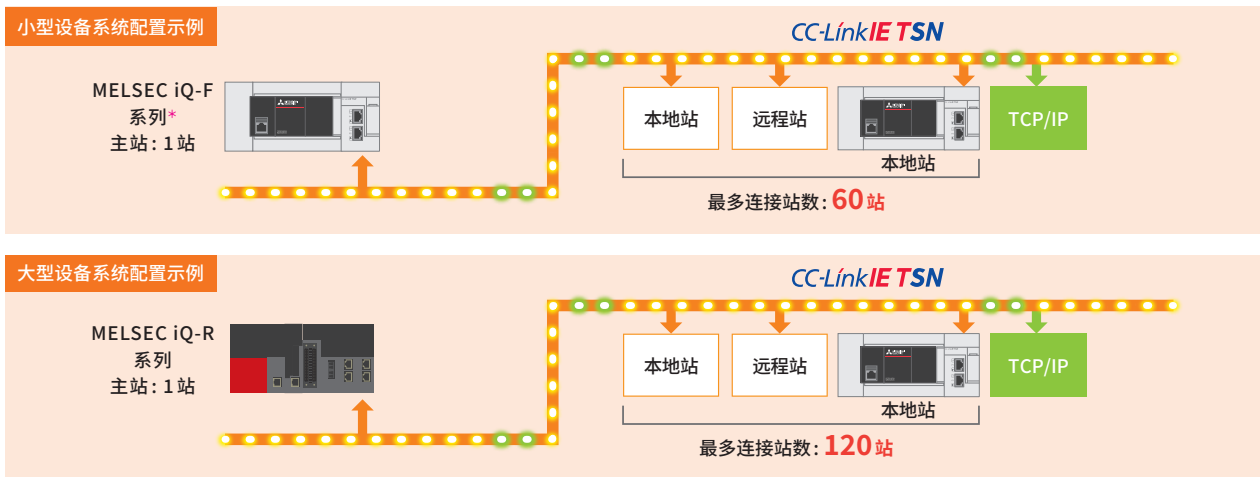 小型设备系统配置示例
CC-Link IE TSN
MELSEC iQ-F
系列*
主站: 1站
本地站
远程站
TCP/IP
本地站
最多连接站数: 60站
大型设备系统配置示例
CC-Link IE TSN
MELSEC iQ-R
系列
主站: 1站
本地站
远程站
TCP/IP
本地站
最多连接站数: 120站